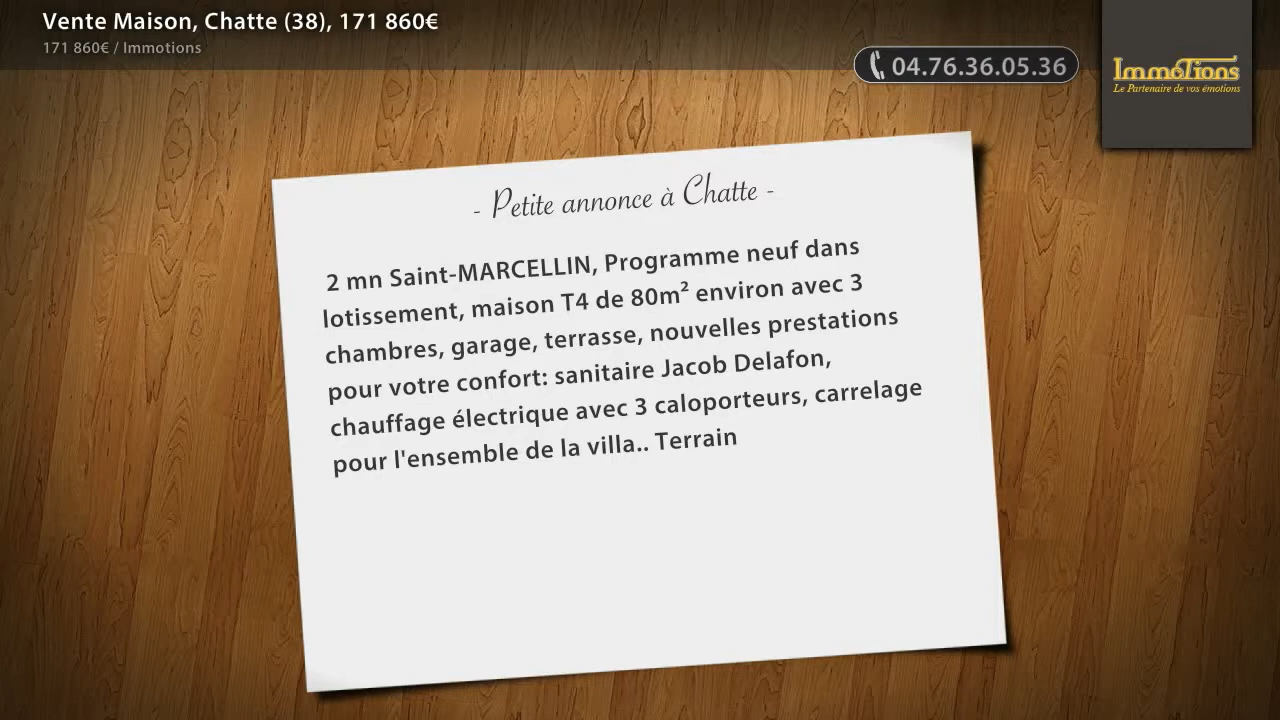 Vente Maison, Chatte (38), 171 860€
171 860€ / Immotions
04.76.36.05.36
ImmoTions
Le Partenaire de vos émotions
- Petite annonce à Chatte -
2 mn Saint-MARCELLIN, Programme neuf dans
lotissement, maison T4 de 80m² environ avec 3
chambres, garage, terrasse, nouvelles prestations
pour votre confort: sanitaire Jacob Delafon,
chauffage électrique avec 3 caloporteurs, carrelage
pour l'ensemble de la villa.. Terrain